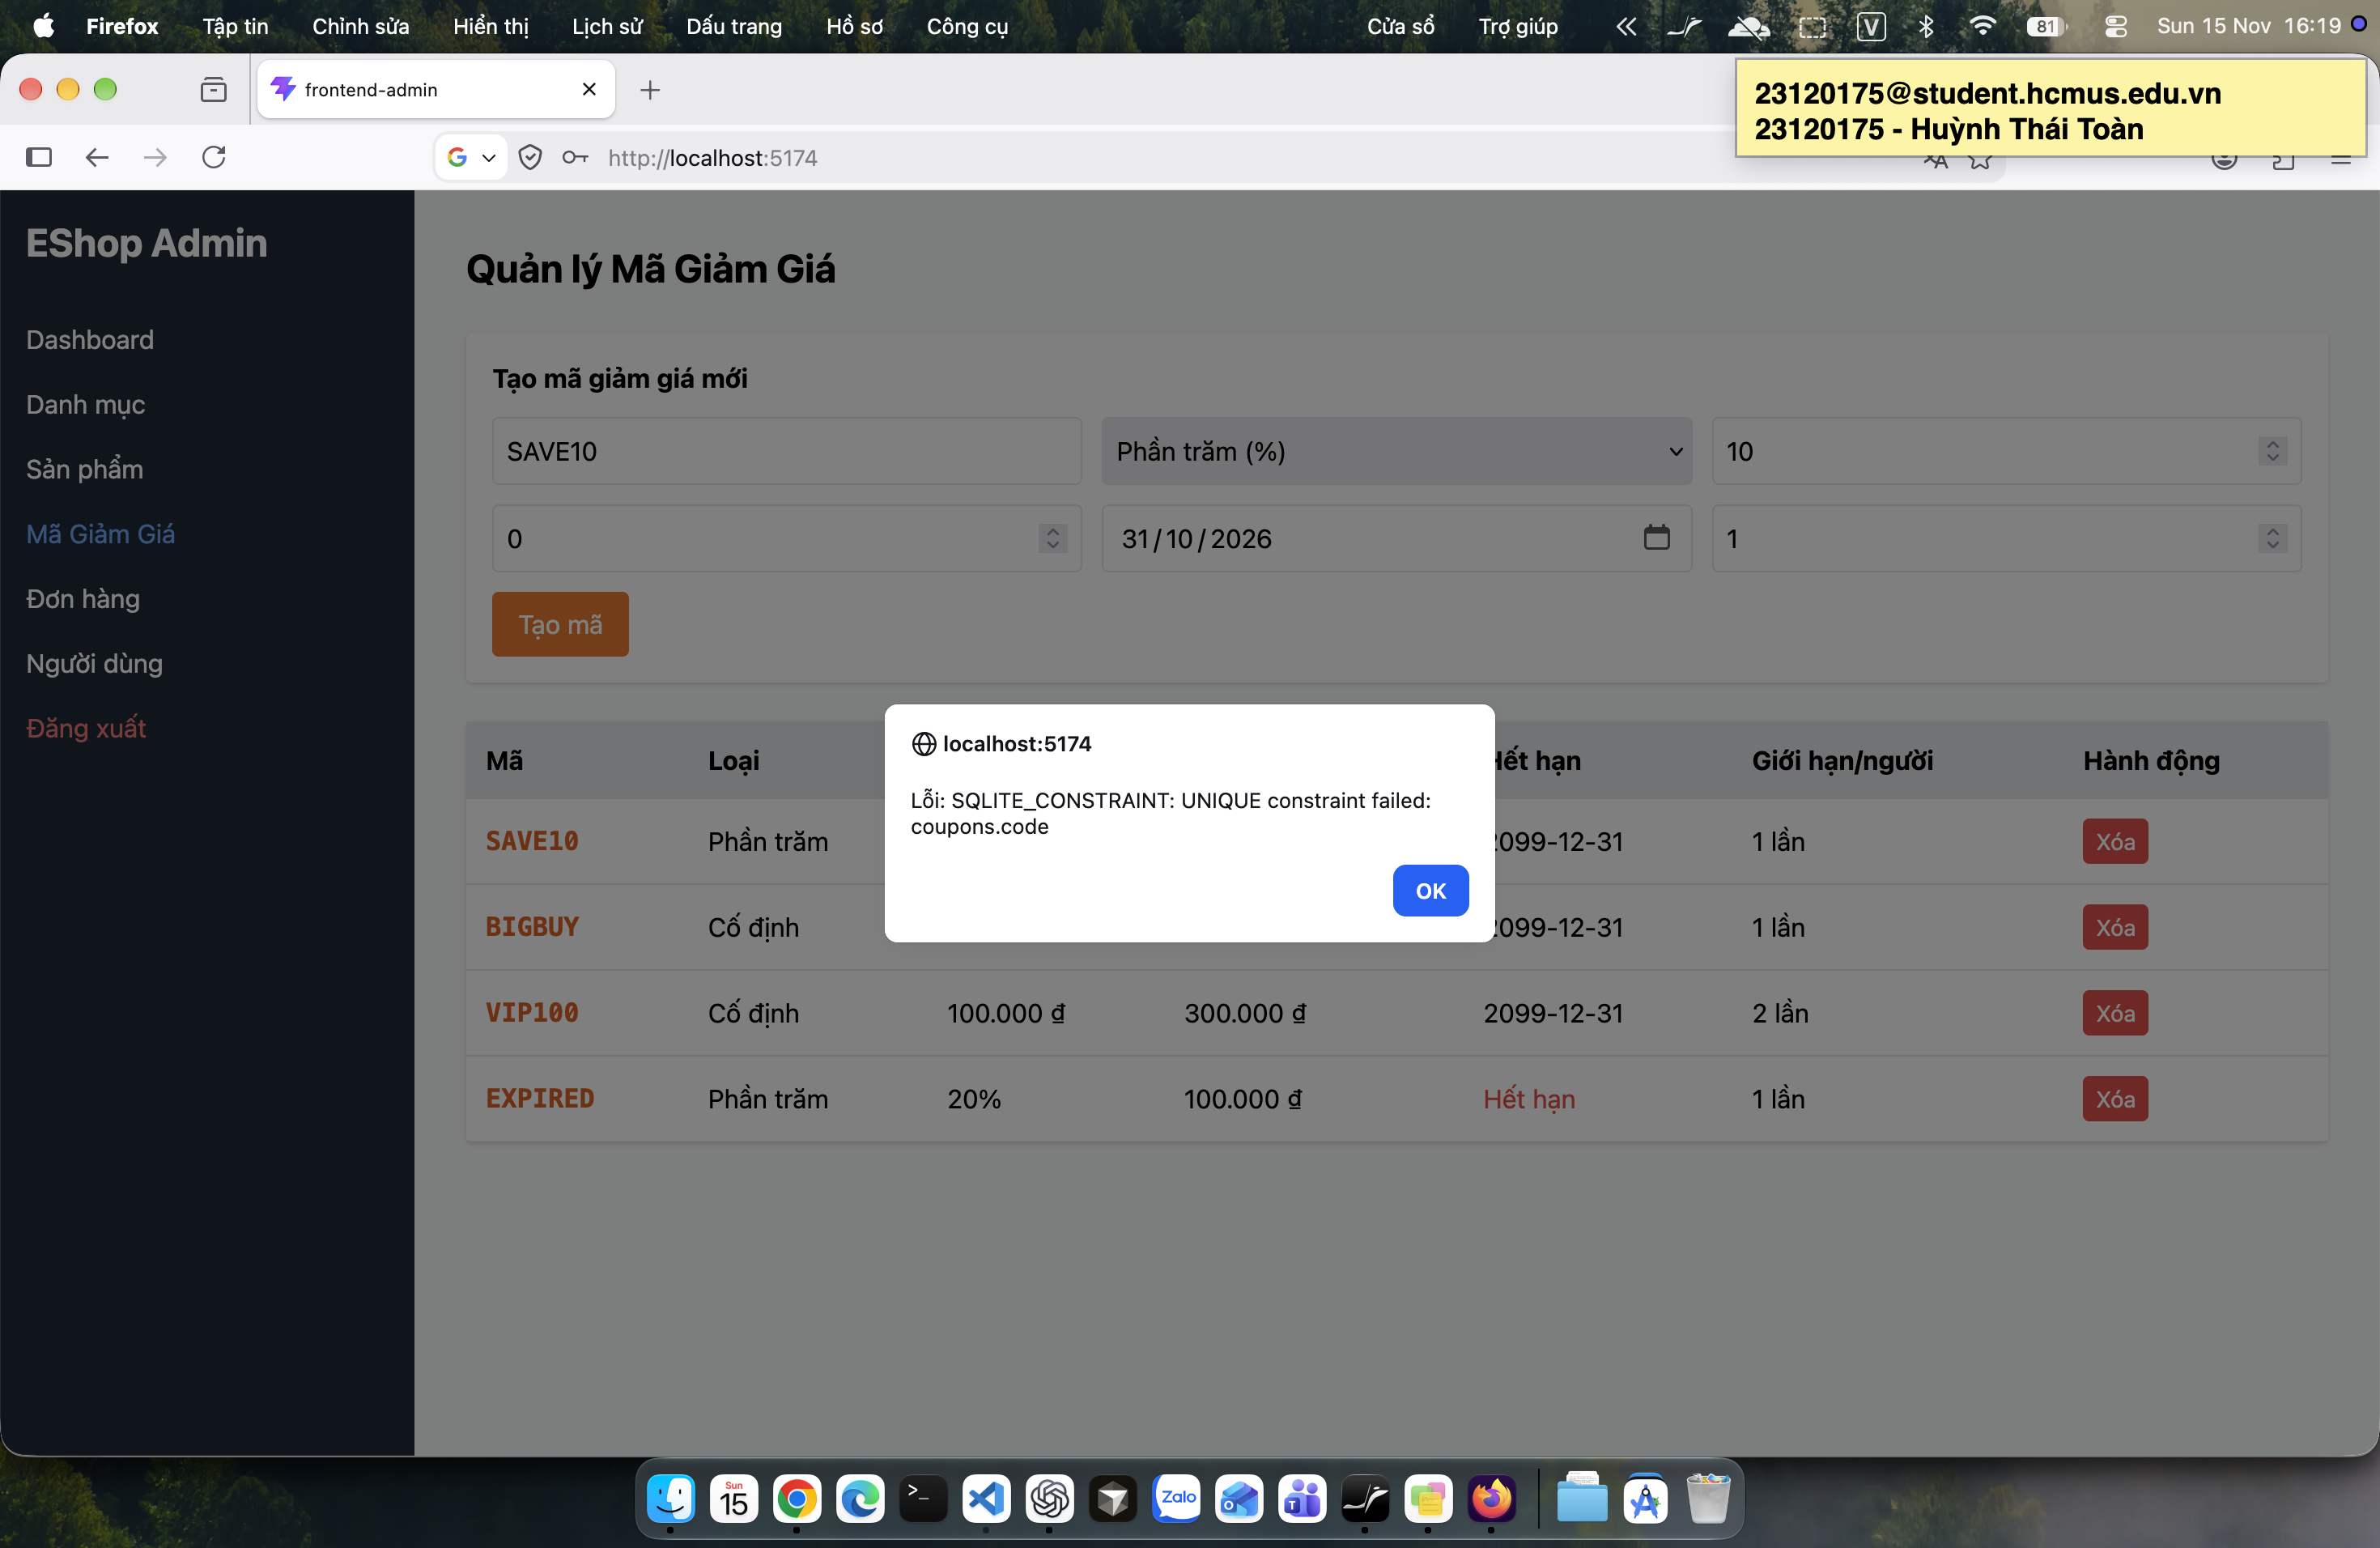 Firefox Tập tin Chỉnh sửa Hiển thị Lịch sử Dấu trang Hồ sơ Công cụ Cửa sổ Trợ giúp V 81 Sun 15 Nov 16:19
frontend-admin
23120175@student.hcmus.edu.vn
23120175 - Huỳnh Thái Toàn
http://localhost:5174
EShop Admin
Dashboard
Danh mục
Sản phẩm
Mã Giảm Giá
Đơn hàng
Người dùng
Đăng xuất
Quản lý Mã Giảm Giá
Tạo mã giảm giá mới
SAVE10 Phần trăm (%) 10
0 31/10/2026 1
Tạo mã
localhost:5174
Lỗi: SQLITE_CONSTRAINT: UNIQUE constraint failed:
coupons.code
OK
Mã Loại Hết hạn Giới hạn/người Hành động
SAVE10 Phần trăm 2099-12-31 1 lần Xóa
BIGBUY Cố định 2099-12-31 1 lần Xóa
VIP100 Cố định 100.000 ₫ 300.000 ₫ 2099-12-31 2 lần Xóa
EXPIRED Phần trăm 20% 100.000 ₫ Hết hạn 1 lần Xóa
Sun
15
Zalo